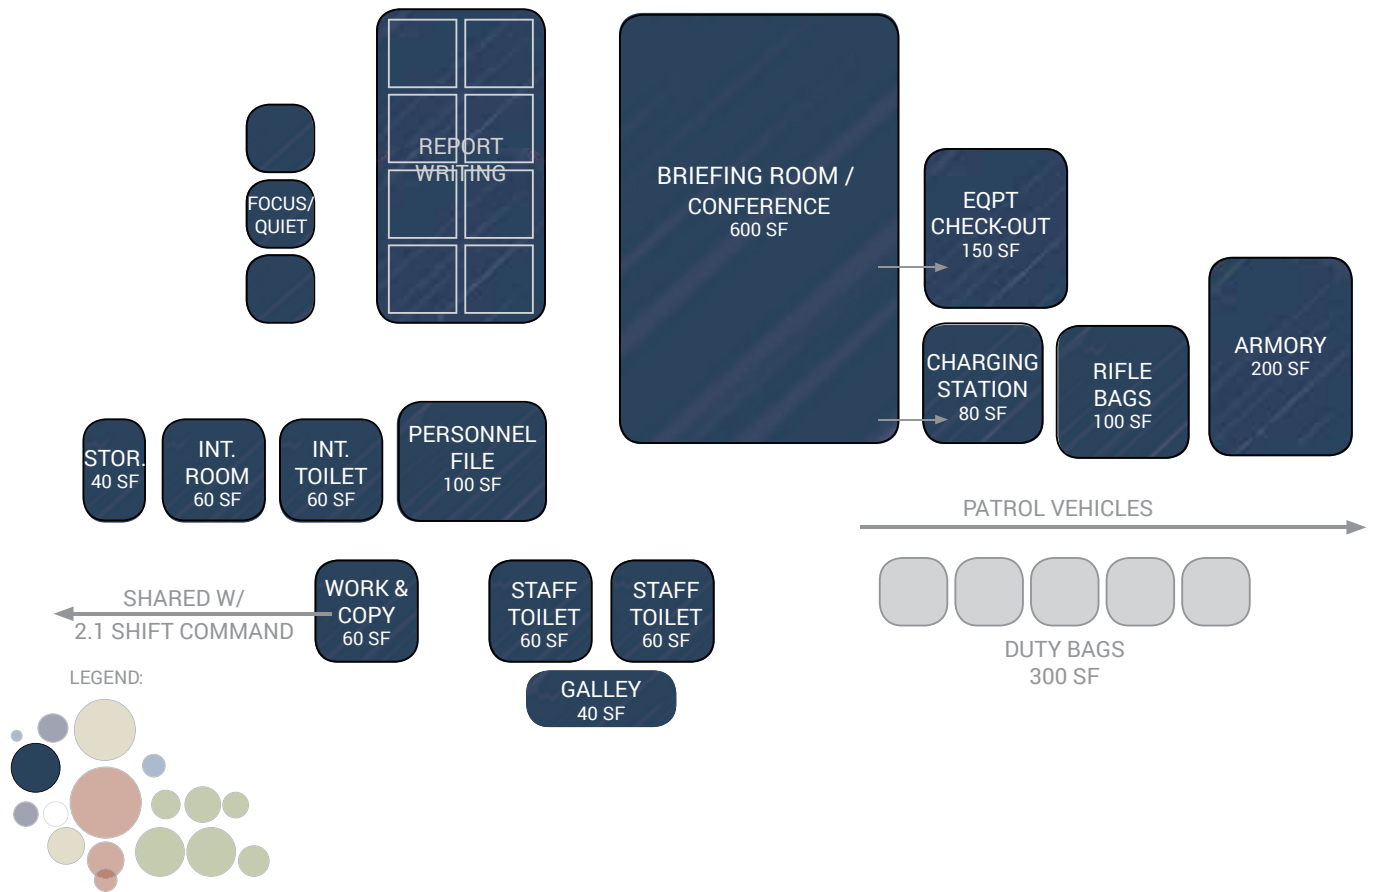 REPORT
WRITING
FOCUS/
QUIET
BRIEFING ROOM /
CONFERENCE
600 SF
EQPT
CHECK-OUT
150 SF
CHARGING
STATION
80 SF
RIFLE
BAGS
100 SF
ARMORY
200 SF
STOR.
40 SF
INT.
ROOM
60 SF
INT.
TOILET
60 SF
PERSONNEL
FILE
100 SF
PATROL VEHICLES
SHARED W/
2.1 SHIFT COMMAND
WORK &
COPY
60 SF
STAFF
TOILET
60 SF
STAFF
TOILET
60 SF
GALLEY
40 SF
DUTY BAGS
300 SF
LEGEND: